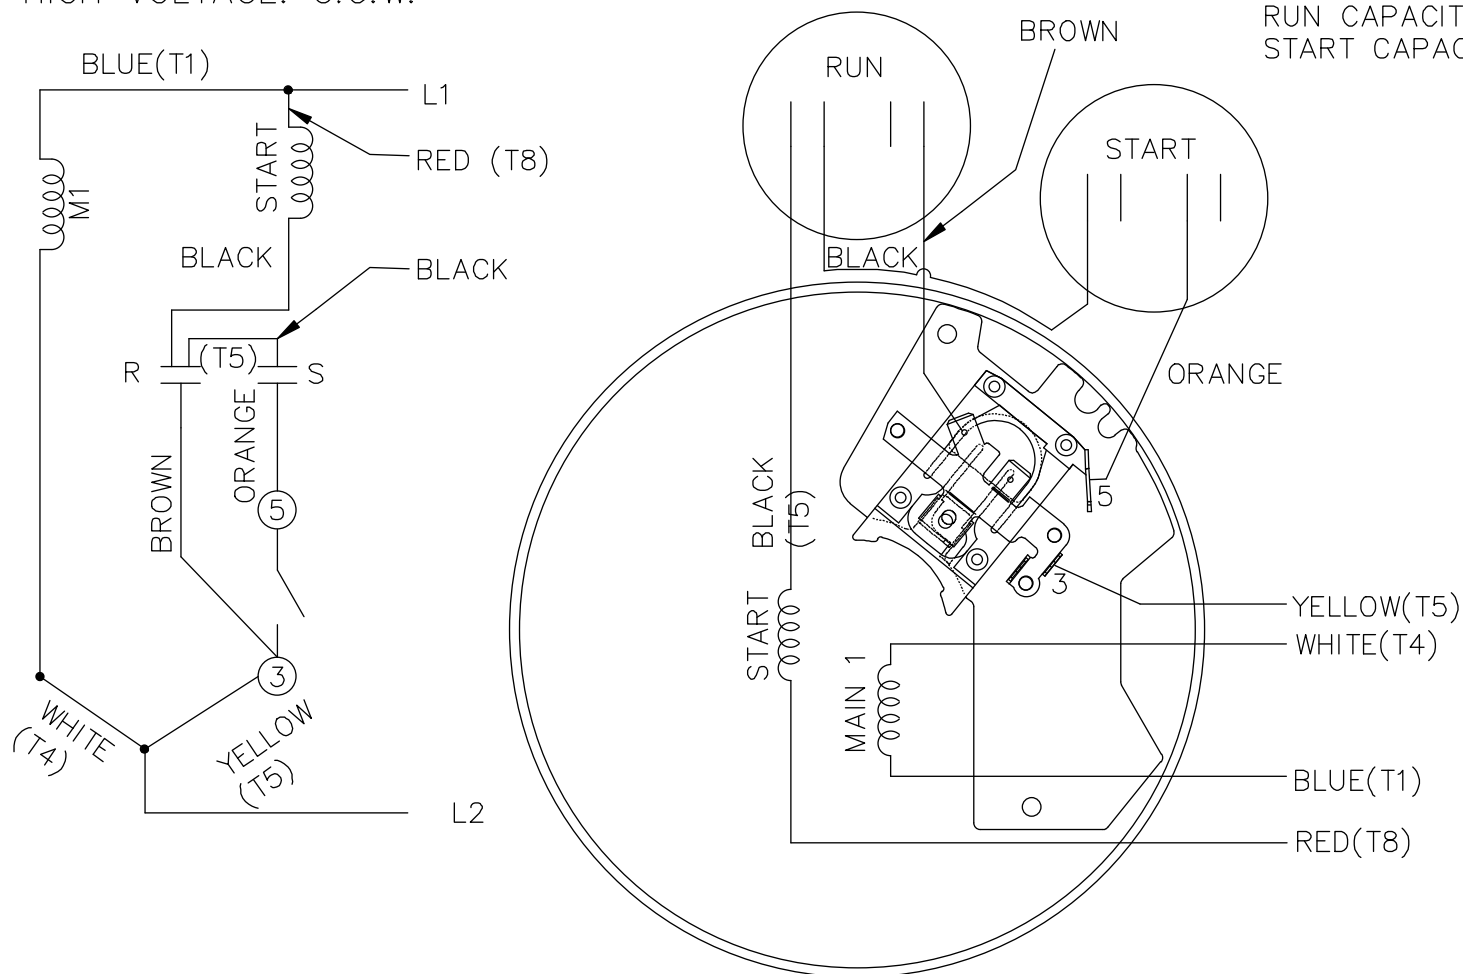 HIGH VOLTAGE: C.C.W.
BLUE(T1)
L1
START
RED (T8)
M1
BLACK
BLACK
R
(T5)
S
ORANGE
BROWN
5
3
WHITE
(T4)
YELLOW
(T5)
L2
RUN
BROWN
RUN CAPACIT
START CAPAC
START
BLACK
ORANGE
BLACK
(T5)
5
3
START
MAIN 1
YELLOW(T5)
WHITE(T4)
BLUE(T1)
RED(T8)